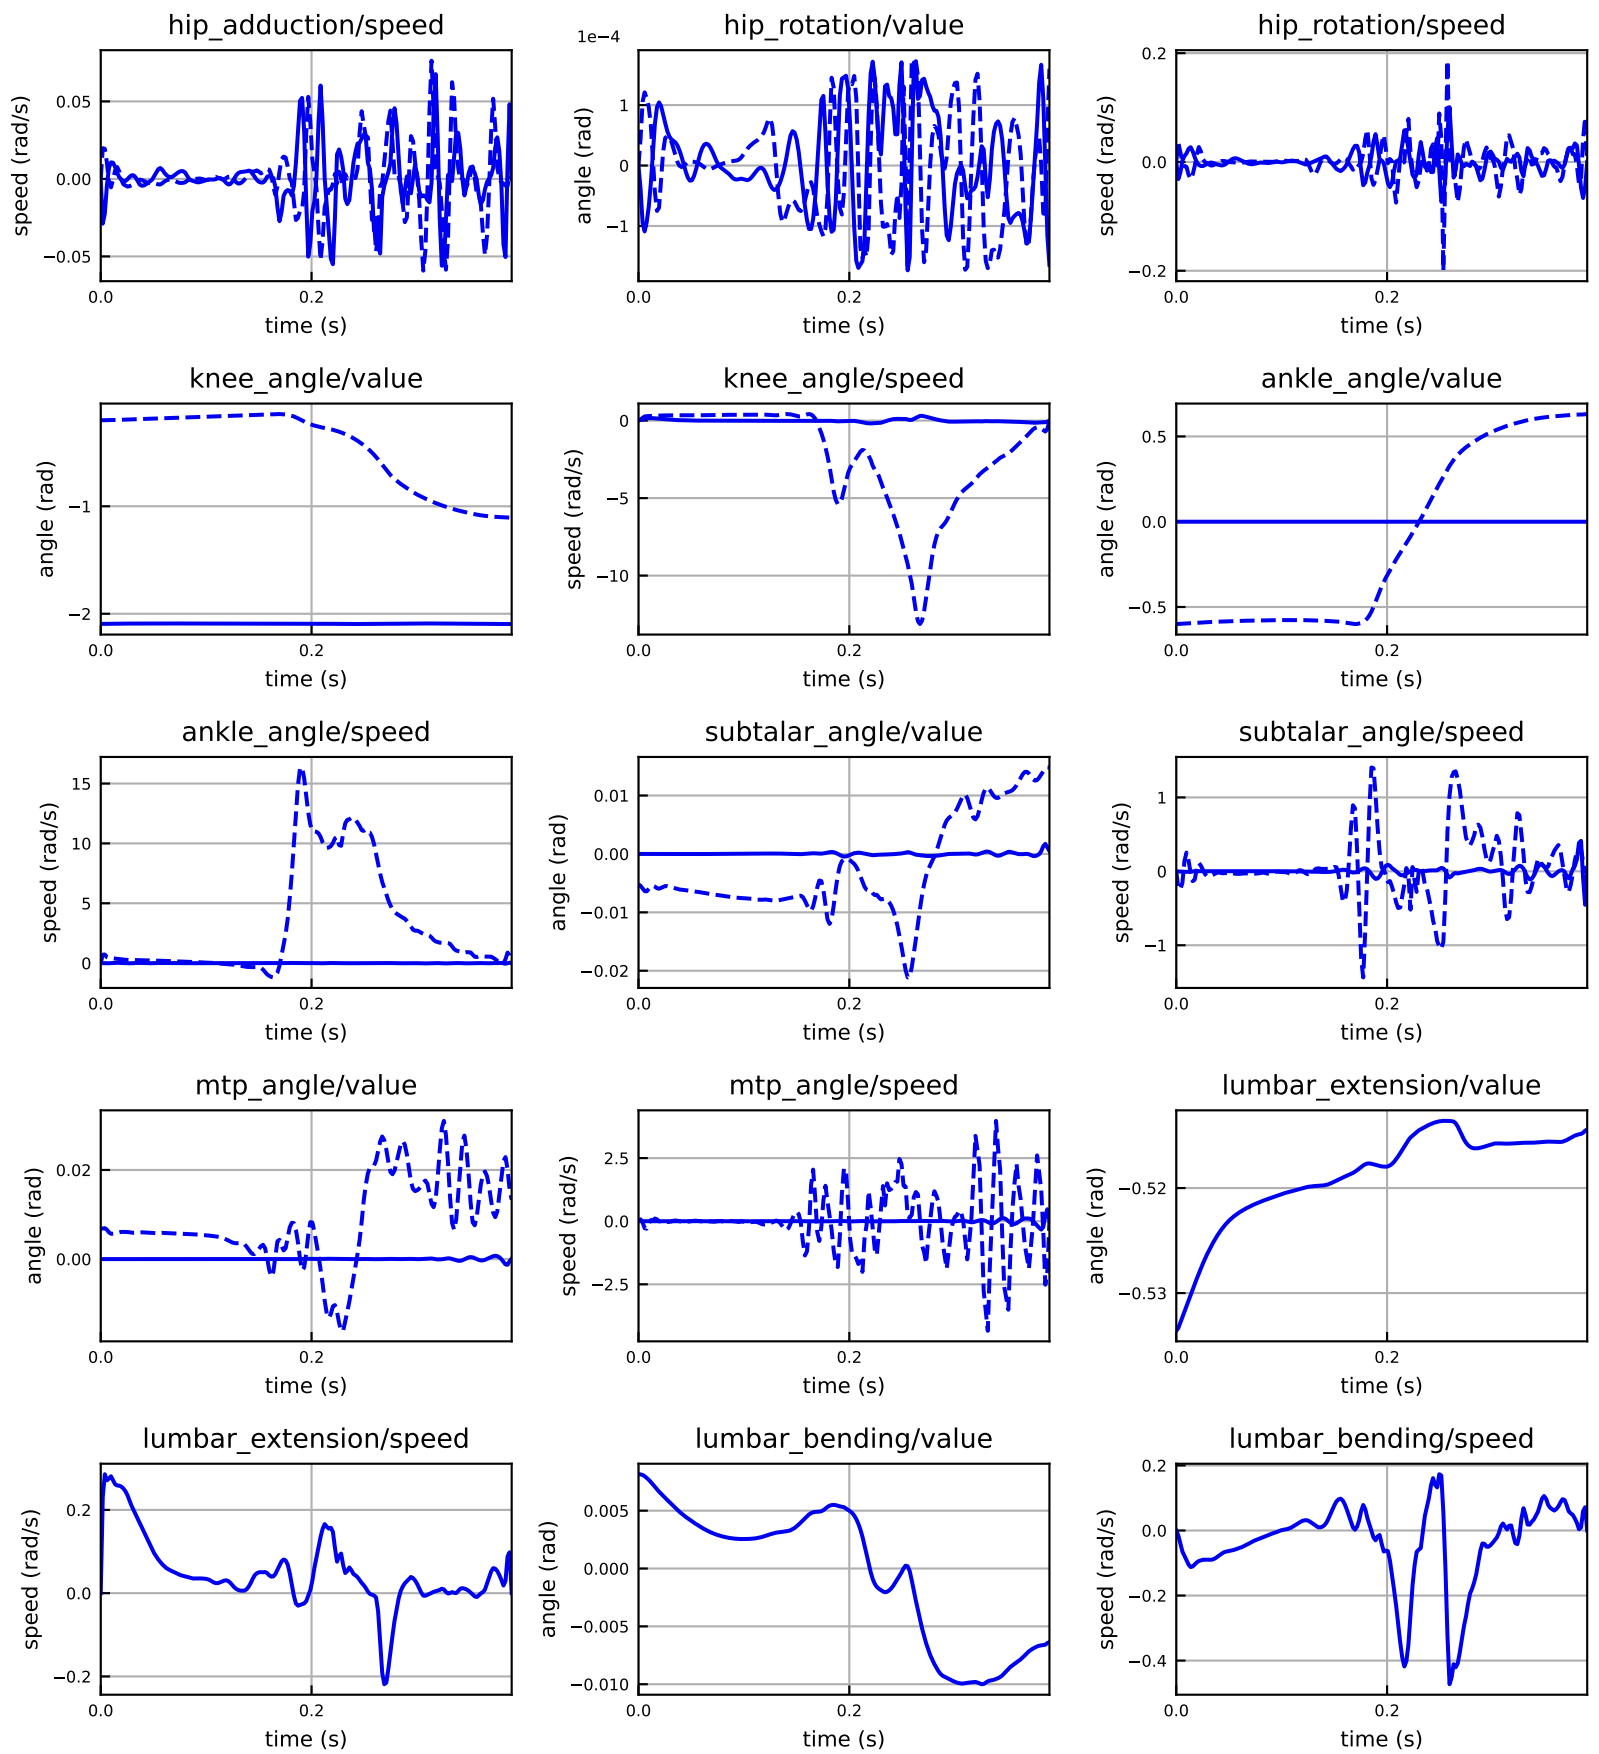 hip_adduction/speed
speed (rad/s)
0.05
0.00
−0.05
0.0
0.2
time (s)
hip_rotation/value
1e−4
angle (rad)
1
0
−1
0.0
0.2
time (s)
hip_rotation/speed
speed (rad/s)
0.2
0.0
−0.2
0.0
0.2
time (s)
knee_angle/value
angle (rad)
−1
−2
0.0
0.2
time (s)
knee_angle/speed
speed (rad/s)
0
−5
−10
0.0
0.2
time (s)
ankle_angle/value
angle (rad)
0.5
0.0
−0.5
0.0
0.2
time (s)
ankle_angle/speed
speed (rad/s)
15
10
5
0
0.0
0.2
time (s)
subtalar_angle/value
angle (rad)
0.01
0.00
−0.01
−0.02
0.0
0.2
time (s)
subtalar_angle/speed
speed (rad/s)
1
0
−1
0.0
0.2
time (s)
mtp_angle/value
angle (rad)
0.02
0.00
0.0
0.2
time (s)
mtp_angle/speed
speed (rad/s)
2.5
0.0
−2.5
0.0
0.2
time (s)
lumbar_extension/value
angle (rad)
−0.52
−0.53
0.0
0.2
time (s)
lumbar_extension/speed
speed (rad/s)
0.2
0.0
−0.2
0.0
0.2
time (s)
lumbar_bending/value
angle (rad)
0.005
0.000
−0.005
−0.010
0.0
0.2
time (s)
lumbar_bending/speed
speed (rad/s)
0.2
0.0
−0.2
−0.4
0.0
0.2
time (s)